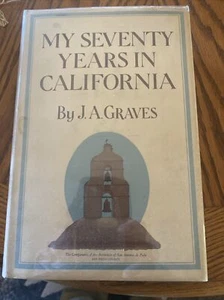 MY SEVENTY
YEARS IN
CALIFORNIA
By J.A. GRAVES